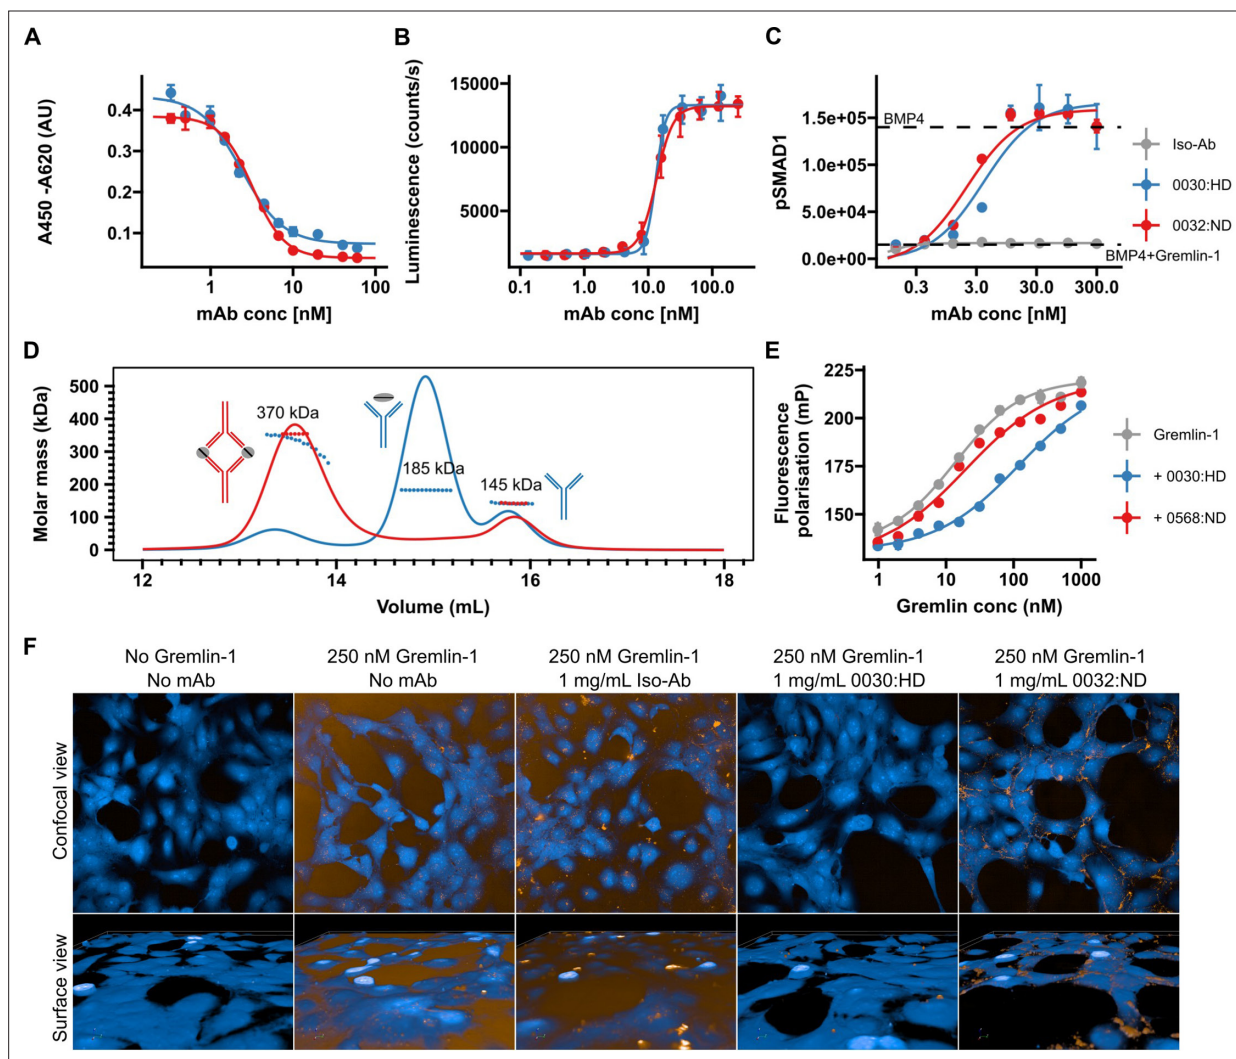 A
A450 -A620 (AU)
0.4
0.3
0.2
0.1
1
10
100
mAb conc [nM]
B
Luminescence (counts/s)
15000
10000
5000
0.1
1.0
10.0
100.0
mAb conc [nM]
C
pSMAD1
1.5e+05
1.0e+05
5.0e+04
0.0e+00
BMP4
BMP4+Gremlin-1
0.3
3.0
30.0
300.0
mAb conc [nM]
Iso-Ab
0030:HD
0032:ND
D
Molar mass (kDa)
500
400
300
200
100
0
370 kDa
185 kDa
145 kDa
12
14
16
18
Volume (mL)
E
Fluorescence
polarisation (mP)
225
200
175
150
1
10
100
1000
Gremlin conc (nM)
Gremlin-1
+ 0030:HD
+ 0568:ND
F
No Gremlin-1
No mAb
250 nM Gremlin-1
No mAb
250 nM Gremlin-1
1 mg/mL Iso-Ab
250 nM Gremlin-1
1 mg/mL 0030:HD
250 nM Gremlin-1
1 mg/mL 0032:ND
Confocal view
Surface view